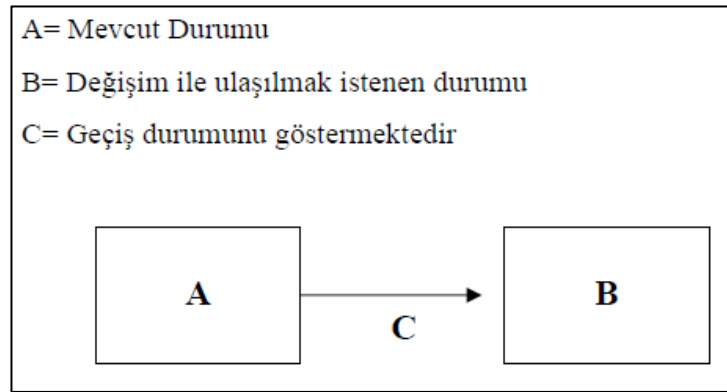 A= Mevcut Durumu
B= Değişim ile ulaşılmak istenen durumu
C= Geçiş durumunu göstermektedir
A
B
C